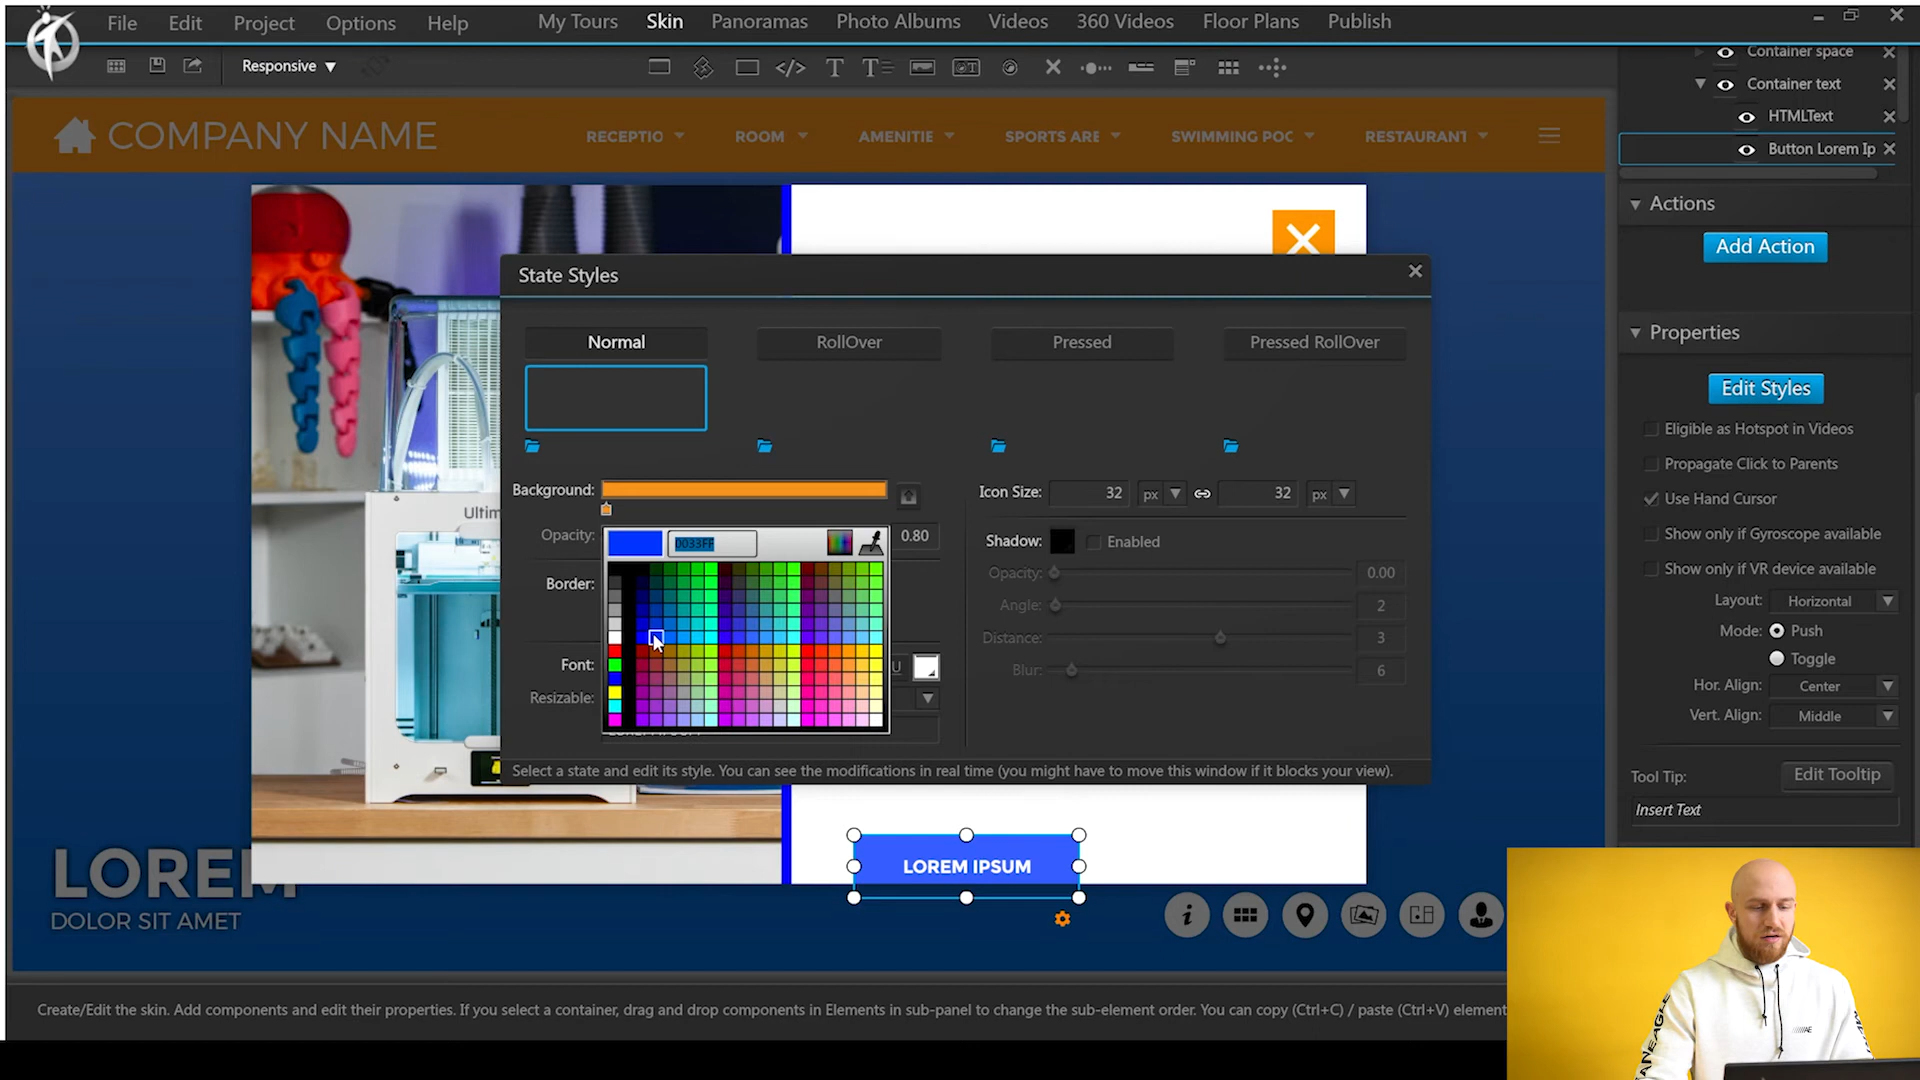 File Edit Project Options Help My Tours Skin Panoramas Photo Albums Videos 360 Videos Floor Plans Publish
Responsive
Container space
Container text
HTMLText
Button Lorem Ip
COMPANY NAME
RECEPTIO ROOM AMENITIE SPORTS ARE SWIMMING POC RESTAURANT
Actions
Add Action
Properties
Edit Styles
Eligible as Hotspot in Videos
Propagate Click to Parents
Use Hand Cursor
Show only if Gyroscope available
Show only if VR device available
Layout: Horizontal
Mode: Push
Toggle
Hor. Align: Center
Vert. Align: Middle
Tool Tip: Edit Tooltip
Insert Text
State Styles
Normal RollOver Pressed Pressed RollOver
Background:
Opacity: 0.80
0033FF
Border:
Font: U
Resizable:
Icon Size: 32 px 32 px
Shadow: Enabled
Opacity: 0.00
Angle: 2
Distance: 3
Blur: 6
Select a state and edit its style. You can see the modifications in real time (you might have to move this window if it blocks your view).
Ultim
LOREM IPSUM
LOREM
DOLOR SIT AMET
Create/Edit the skin. Add components and edit their properties. If you select a container, drag and drop components in Elements in sub-panel to change the sub-element order. You can copy (Ctrl+C) / paste (Ctrl+V) element